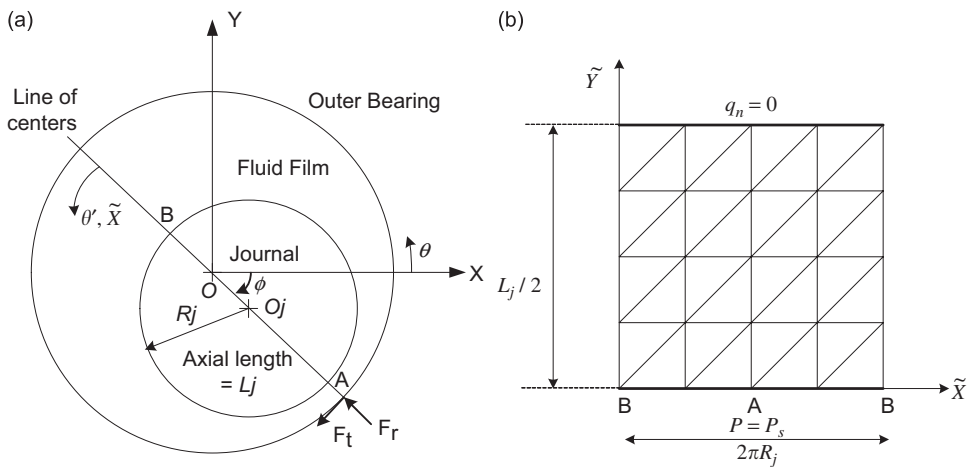 (a)
Y
Line of
centers
Outer Bearing
Fluid Film
θ′, X̃
B
Journal
θ
X
O
ϕ
Rj
Oj
Axial length
= Lj
A
Ft
Fr
(b)
Ỹ
qn = 0
Lj / 2
X̃
B
A
B
P = Ps
2πRj